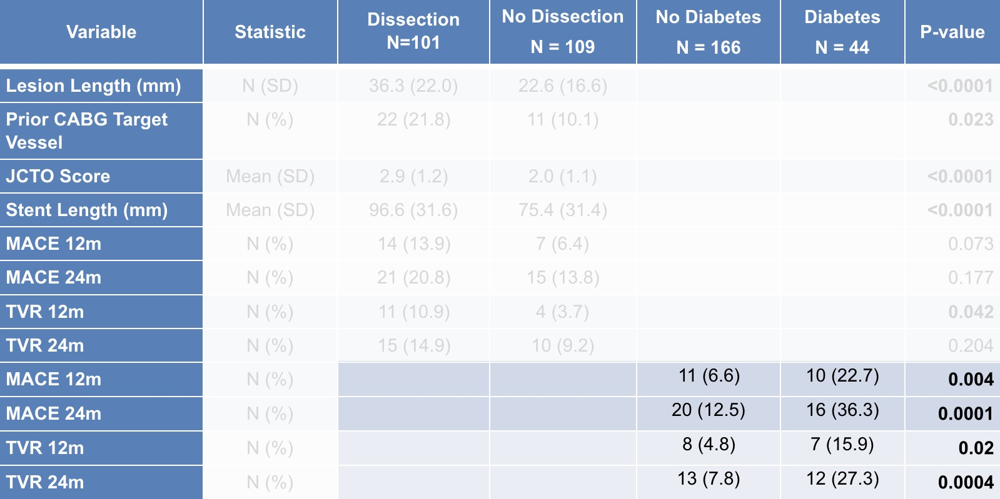 Variable Statistic Dissection N=101 No Dissection N = 109 No Diabetes N = 166 Diabetes N = 44 P-value
Lesion Length (mm) N (SD) 36.3 (22.0) 22.6 (16.6) <0.0001
Prior CABG Target Vessel N (%) 22 (21.8) 11 (10.1) 0.023
JCTO Score Mean (SD) 2.9 (1.2) 2.0 (1.1) <0.0001
Stent Length (mm) Mean (SD) 96.6 (31.6) 75.4 (31.4) <0.0001
MACE 12m N (%) 14 (13.9) 7 (6.4) 0.073
MACE 24m N (%) 21 (20.8) 15 (13.8) 0.177
TVR 12m N (%) 11 (10.9) 4 (3.7) 0.042
TVR 24m N (%) 15 (14.9) 10 (9.2) 0.204
MACE 12m N (%) 11 (6.6) 10 (22.7) 0.004
MACE 24m N (%) 20 (12.5) 16 (36.3) 0.0001
TVR 12m N (%) 8 (4.8) 7 (15.9) 0.02
TVR 24m N (%) 13 (7.8) 12 (27.3) 0.0004